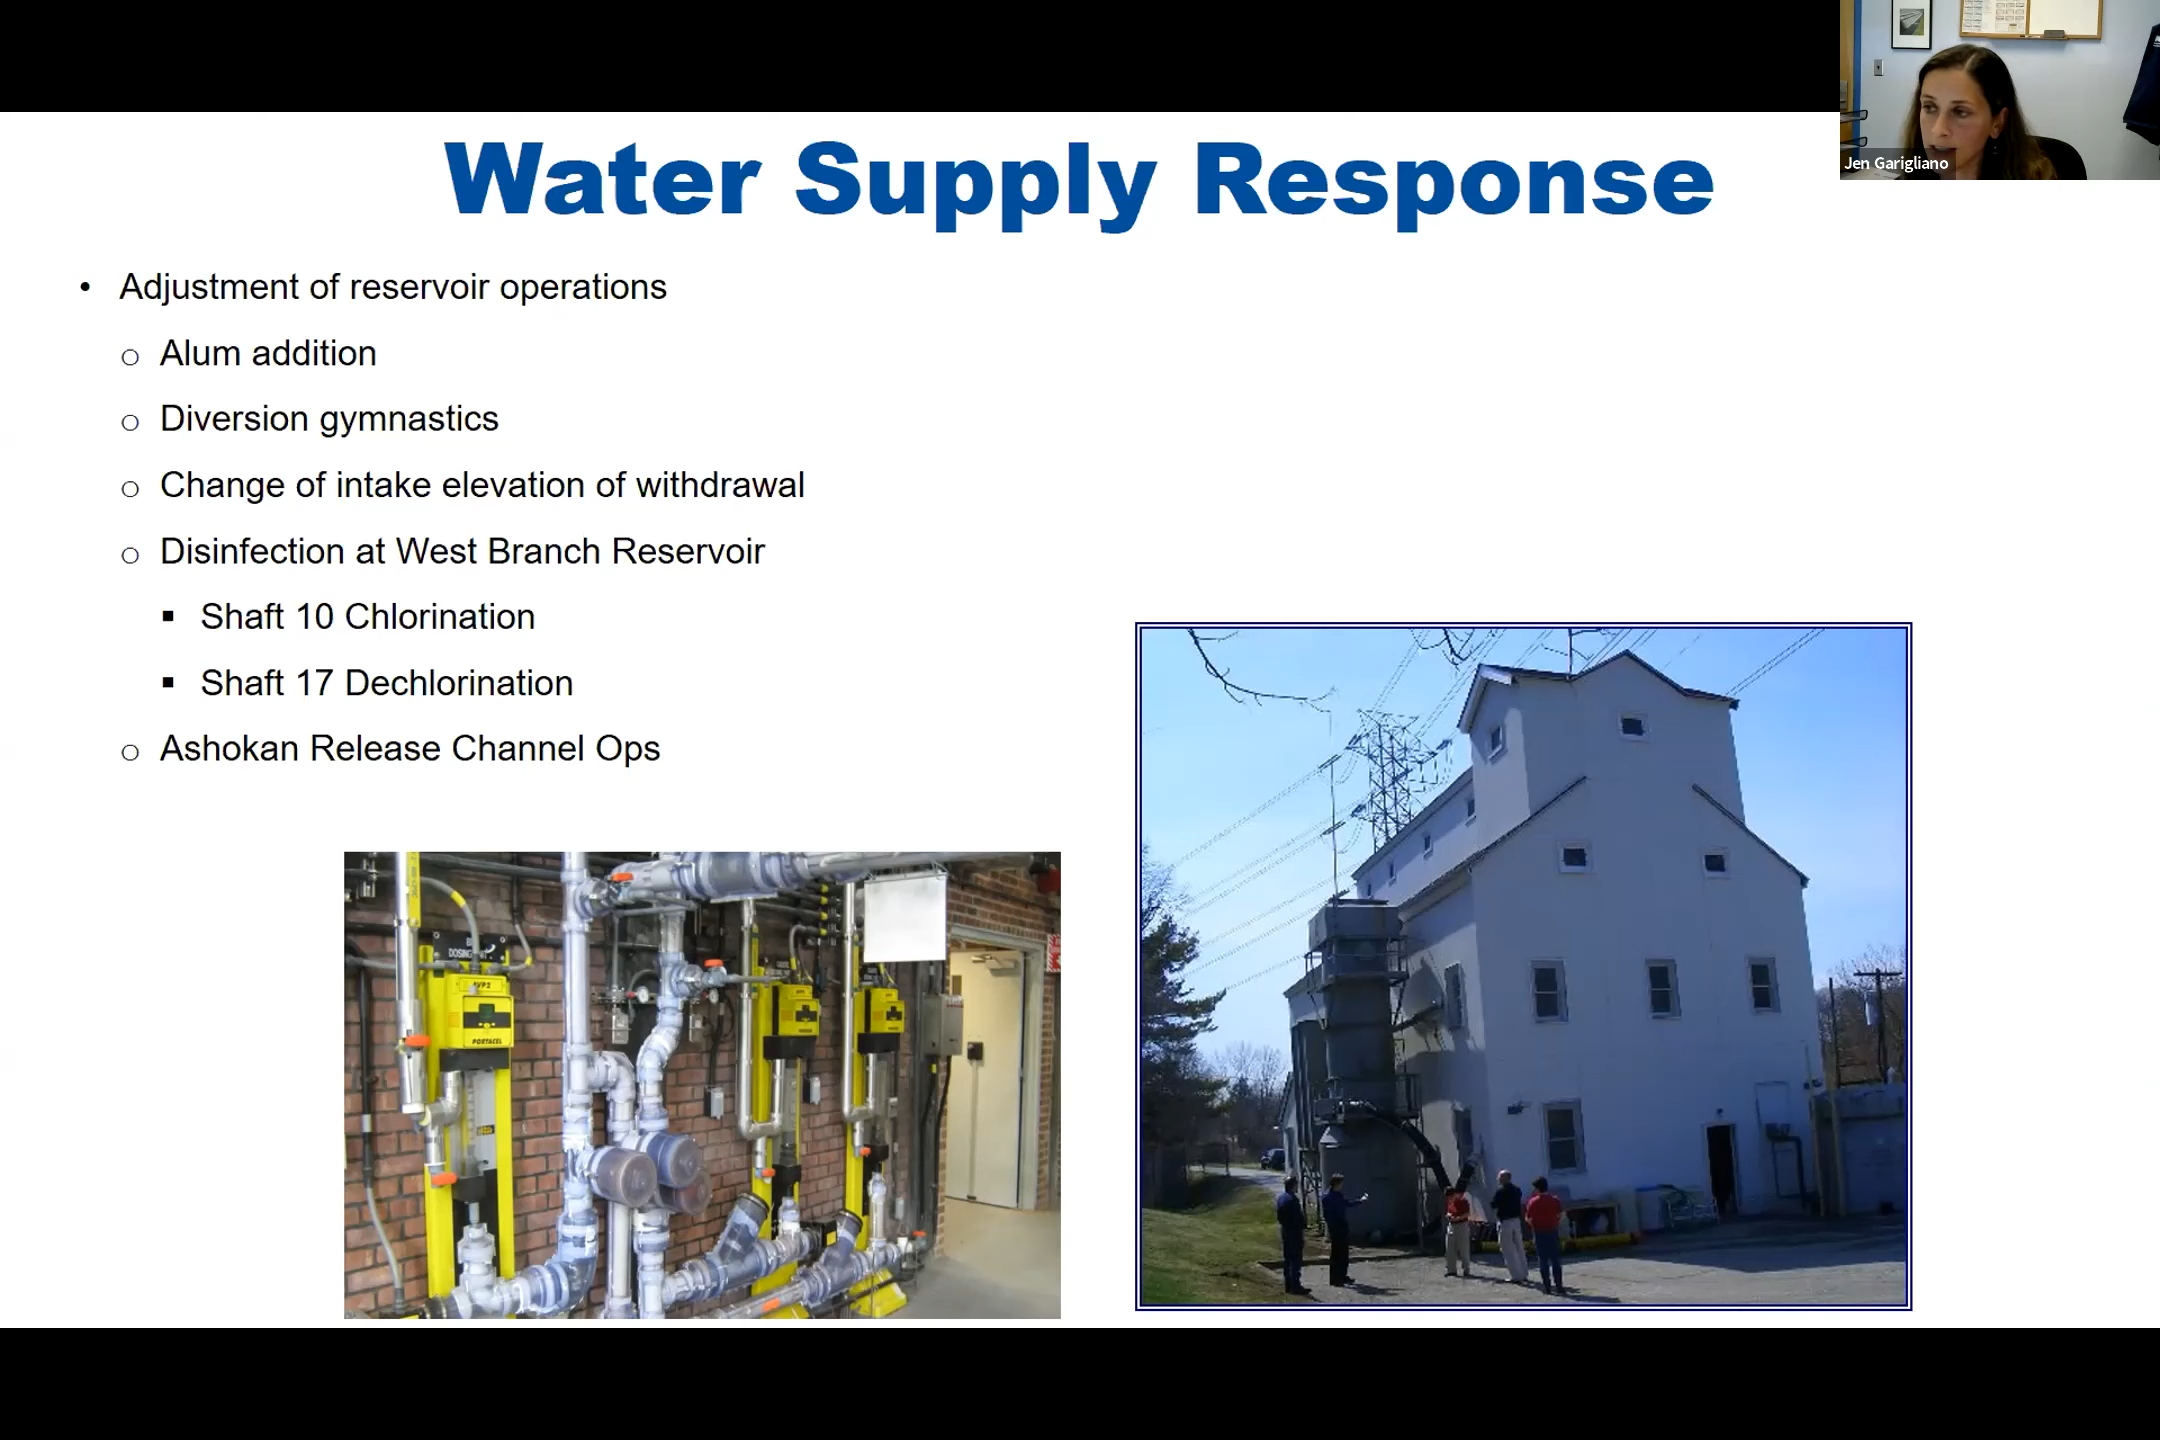 Water Supply Response
Jen Garigliano
• Adjustment of reservoir operations
o Alum addition
o Diversion gymnastics
o Change of intake elevation of withdrawal
o Disinfection at West Branch Reservoir
▪ Shaft 10 Chlorination
▪ Shaft 17 Dechlorination
o Ashokan Release Channel Ops
PORTACEL